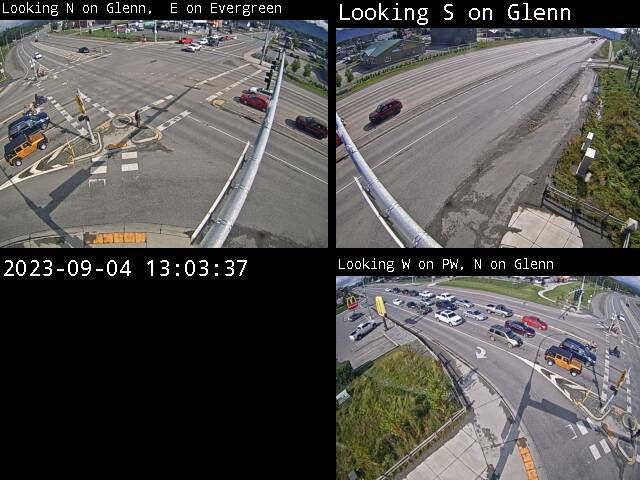 Looking N on Glenn,  E on Evergreen
Looking S on Glenn
2023-09-04 13:03:37
Looking W on PW, N on Glenn